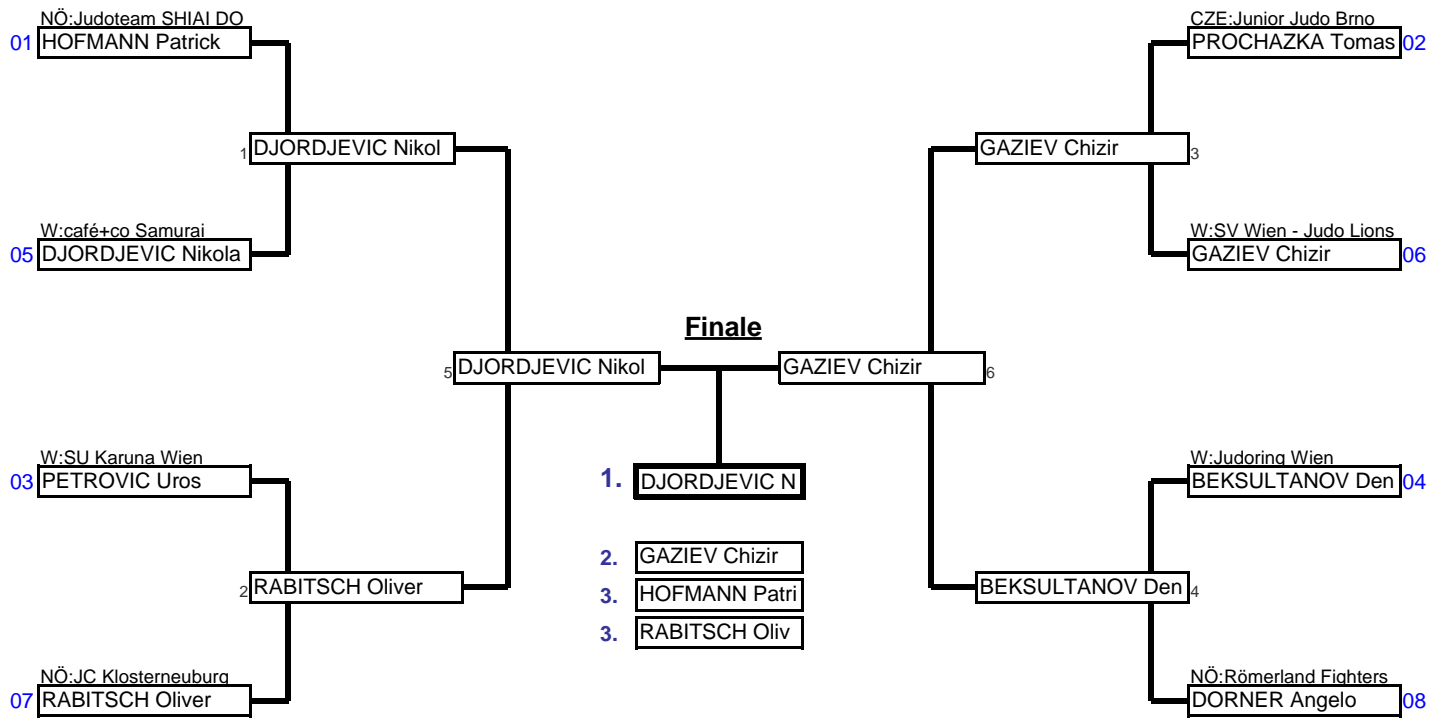 NÖ:Judoteam SHIAI DO
CZE:Junior Judo Brno
01 HOFMANN Patrick
PROCHAZKA Tomas 02
1 DJORDJEVIC Nikol
GAZIEV Chizir 3
W:café+co Samurai
W:SV Wien - Judo Lions
05 DJORDJEVIC Nikola
GAZIEV Chizir 06
Finale
5 DJORDJEVIC Nikol
GAZIEV Chizir 6
W:SU Karuna Wien
W:Judoring Wien
03 PETROVIC Uros
1. DJORDJEVIC N
BEKSULTANOV Den 04
2. GAZIEV Chizir
2 RABITSCH Oliver
3. HOFMANN Patri
BEKSULTANOV Den 4
3. RABITSCH Oliv
NÖ:JC Klosterneuburg
NÖ:Römerland Fighters
07 RABITSCH Oliver
DORNER Angelo 08